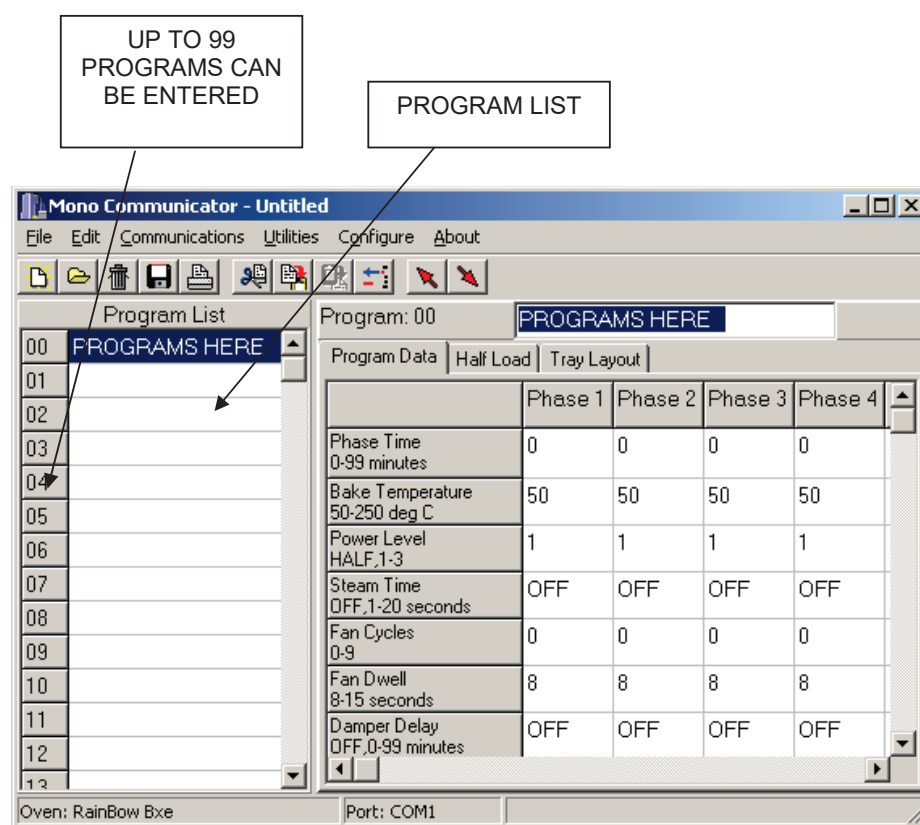 UP TO 99
PROGRAMS CAN
BE ENTERED
PROGRAM LIST
Mono Communicator - Untitled
File Edit Communications Utilities Configure About
Program List
00 PROGRAMS HERE
01
02
03
04
05
06
07
08
09
10
11
12
13
Program: 00 PROGRAMS HERE
Program Data Half Load Tray Layout
Phase 1 Phase 2 Phase 3 Phase 4
Phase Time
0-99 minutes
0 0 0 0
Bake Temperature
50-250 deg C
50 50 50 50
Power Level
HALF,1-3
1 1 1 1
Steam Time
OFF,1-20 seconds
OFF OFF OFF OFF
Fan Cycles
0-9
0 0 0 0
Fan Dwell
8-15 seconds
8 8 8 8
Damper Delay
OFF,0-99 minutes
OFF OFF OFF OFF
Oven: RainBow Bxe Port: COM1